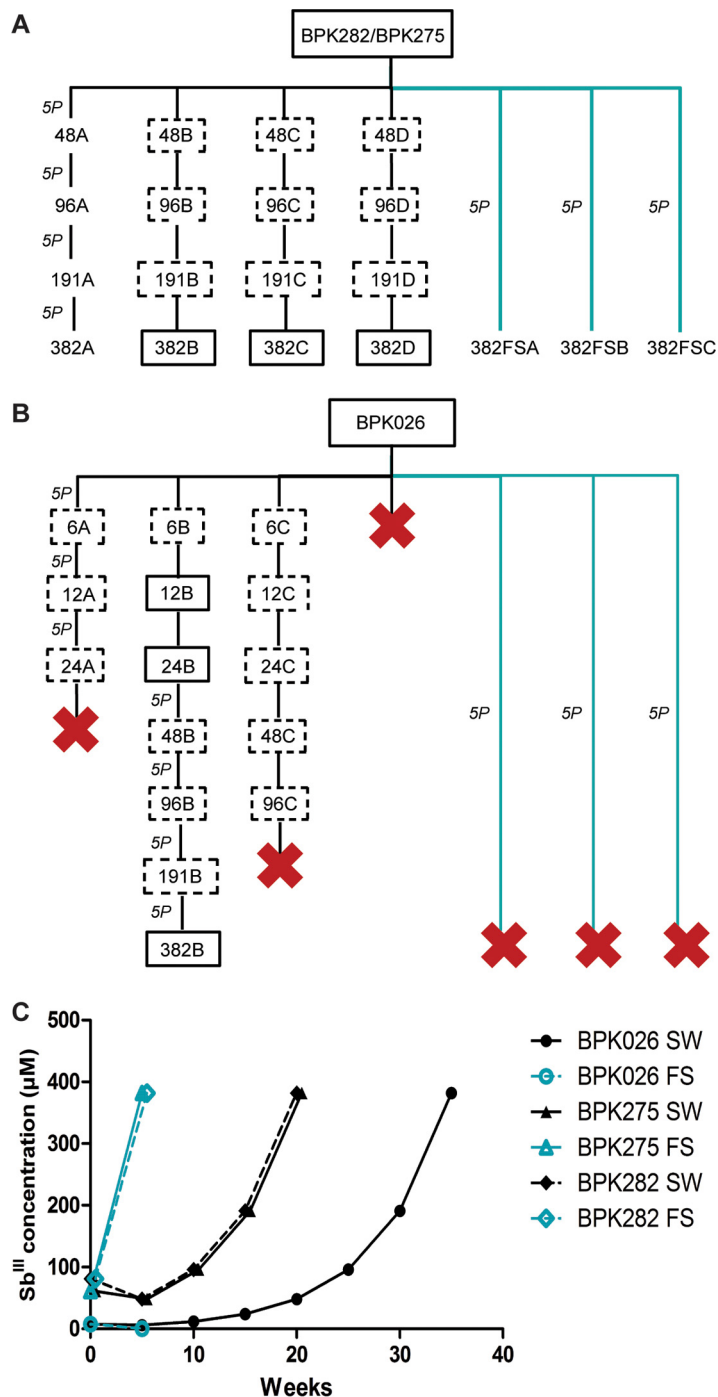 A
BPK282/BPK275
5P
48A 48B 48C 48D
5P
96A 96B 96C 96D 5P 5P 5P
5P
191A 191B 191C 191D
5P
382A 382B 382C 382D 382FSA 382FSB 382FSC
B
BPK026
5P
6A 6B 6C
5P
12A 12B 12C
5P
24A 24B 24C
5P 5P 5P 5P
48B 48C
5P
96B 96C
5P
191B
5P
382B
C
Sbᴵᴵᴵ concentration (µM)
500
400
300
200
100
0
0 10 20 30 40
Weeks
BPK026 SW
BPK026 FS
BPK275 SW
BPK275 FS
BPK282 SW
BPK282 FS